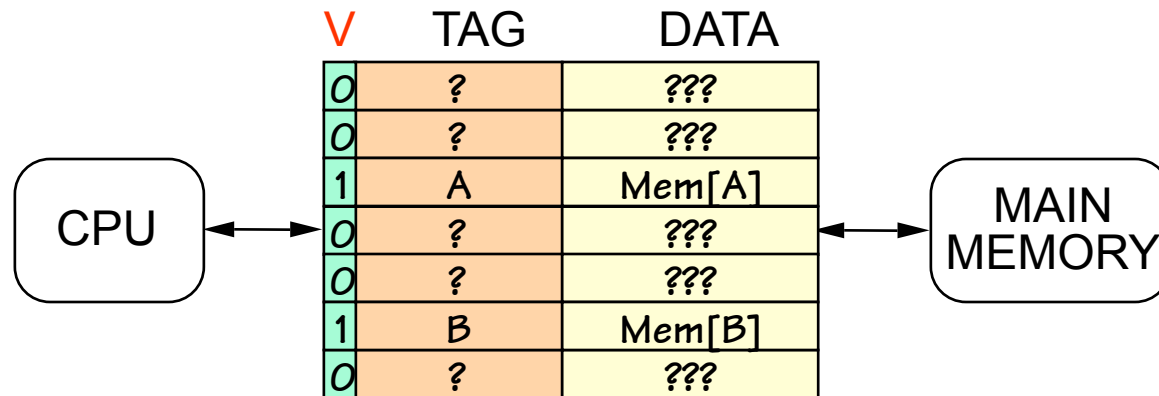 V TAG DATA
0 ? ???
0 ? ???
1 A Mem[A]
0 ? ???
0 ? ???
1 B Mem[B]
0 ? ???
CPU
MAIN
MEMORY